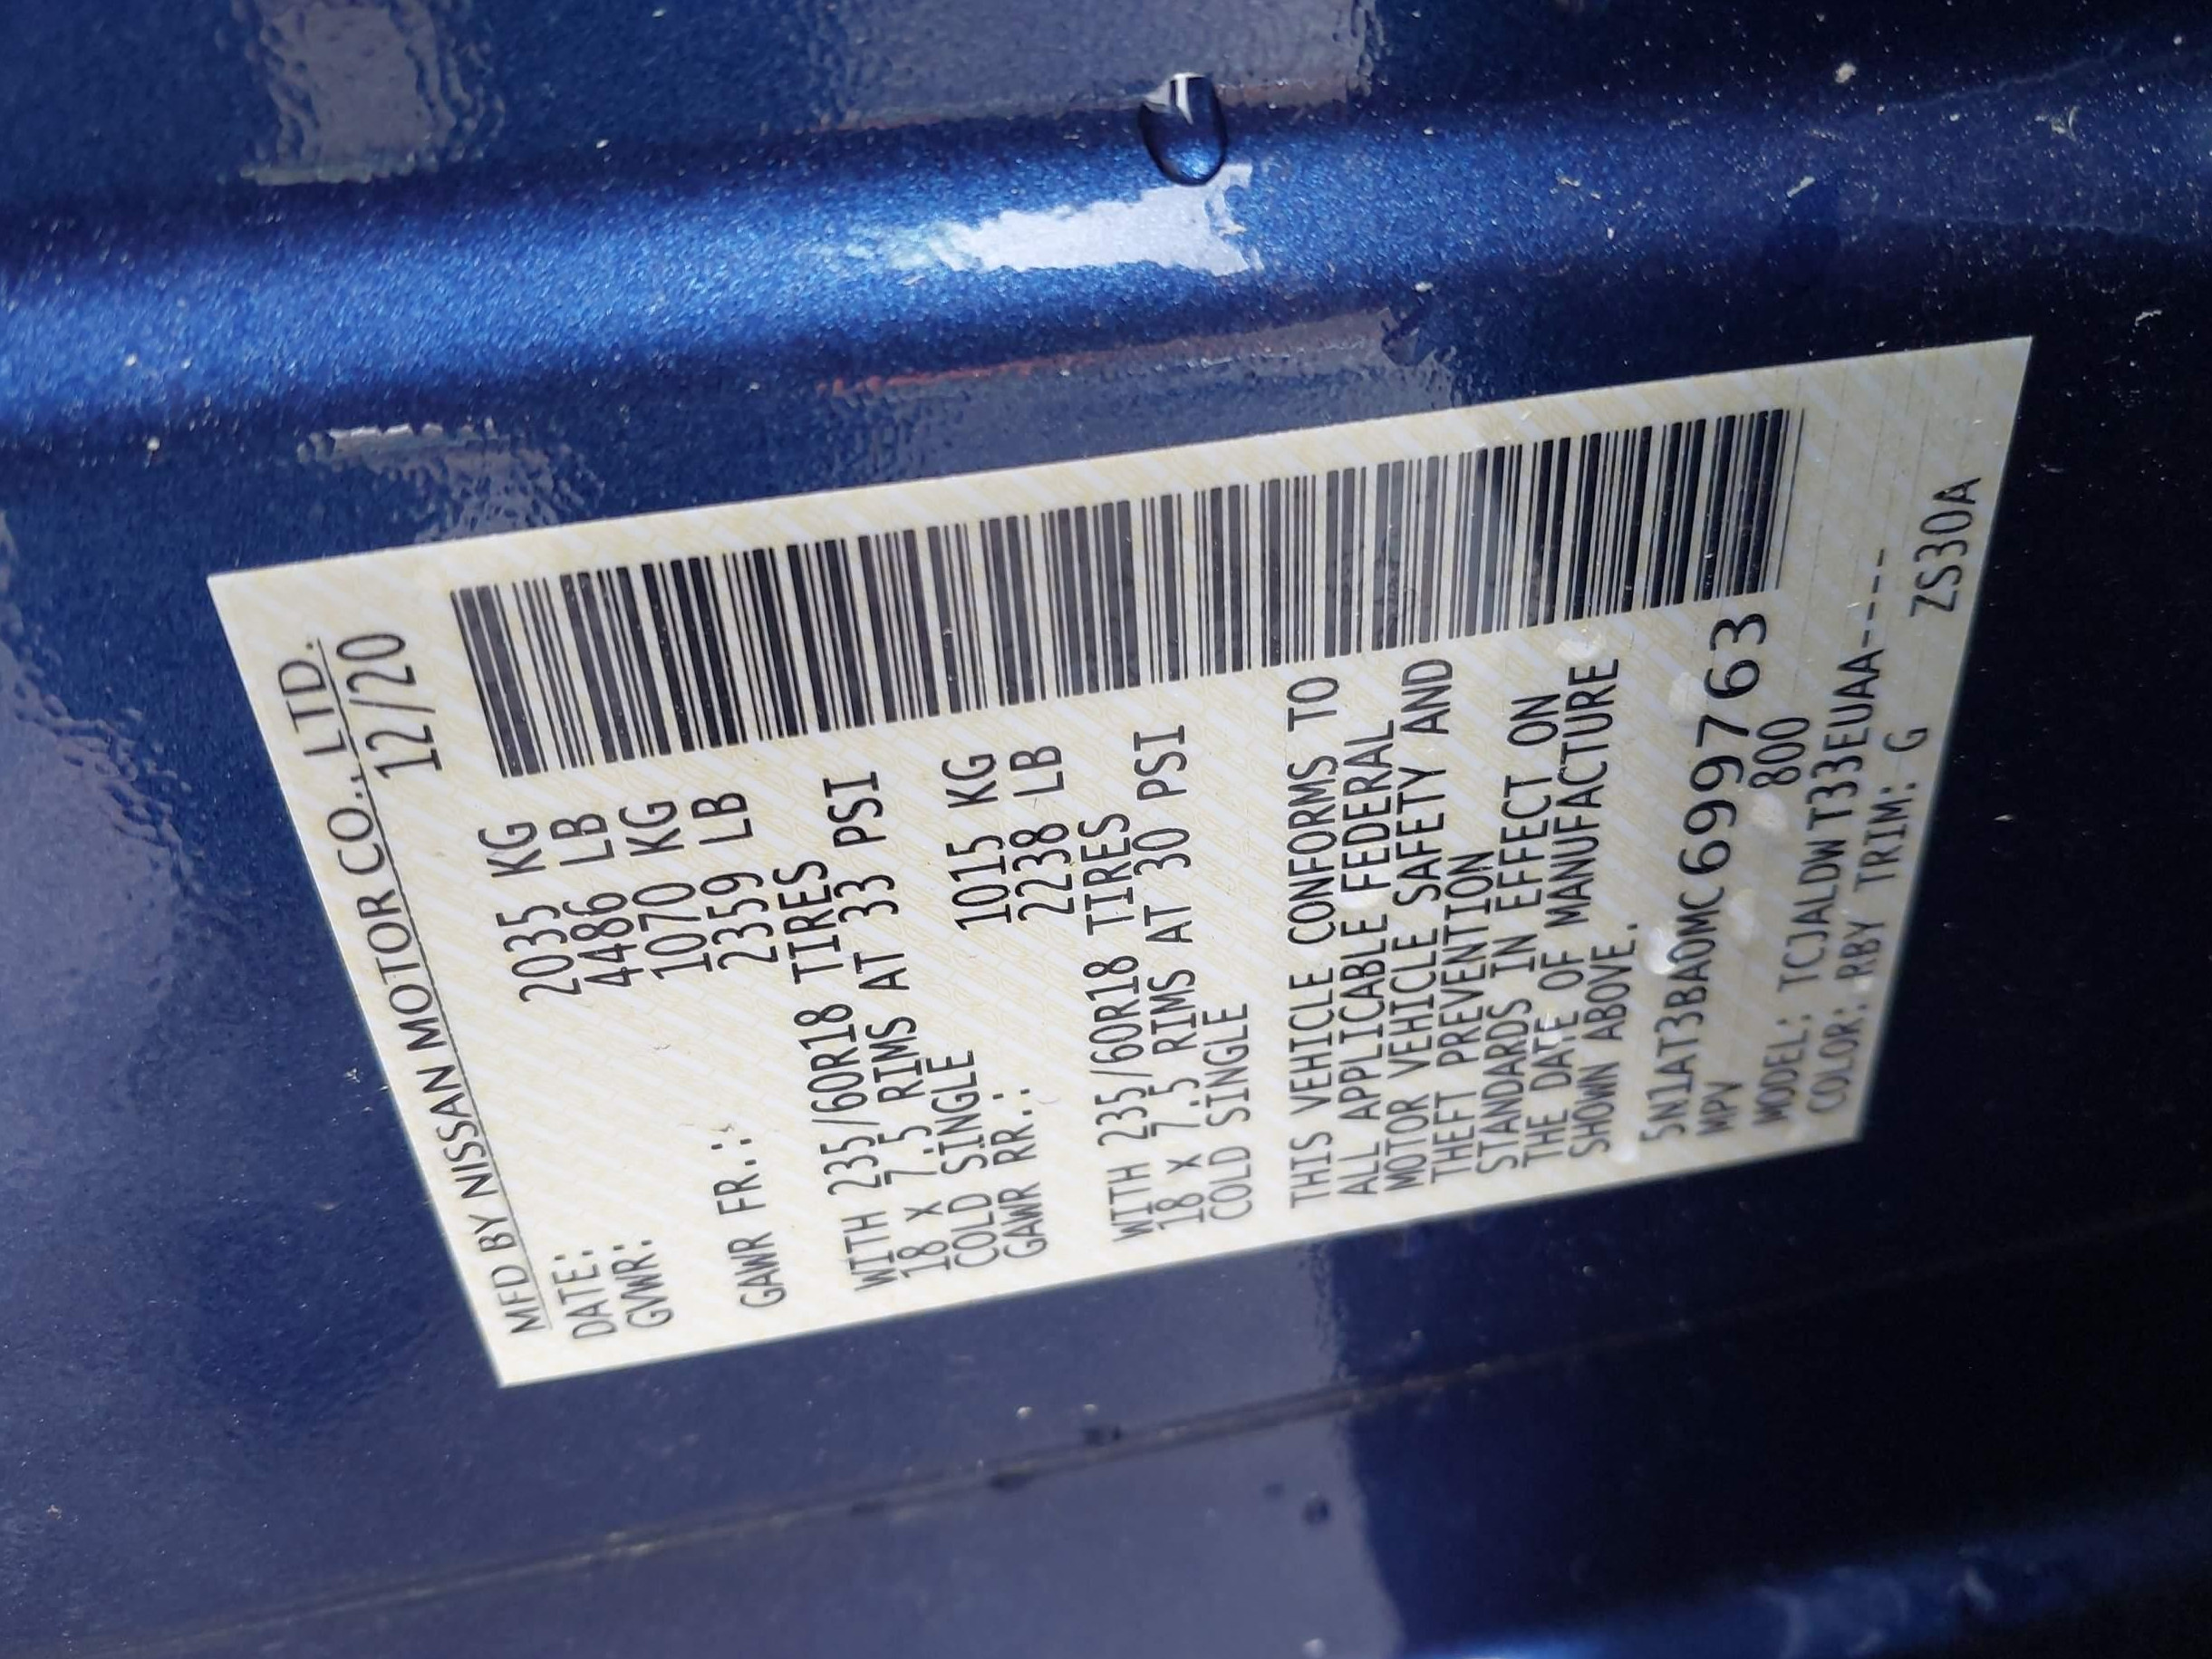 MFD BY NISSAN MOTOR CO., LTD.
DATE: 12/20
GVWR: 2035 KG
4486 LB
GAWR FR.: 1070 KG
2359 LB
WITH 235/60R18 TIRES
18 X 7.5 RIMS AT 33 PSI
COLD SINGLE
GAWR RR.: 1015 KG
2238 LB
WITH 235/60R18 TIRES
18 X 7.5 RIMS AT 30 PSI
COLD SINGLE
THIS VEHICLE CONFORMS TO
ALL APPLICABLE FEDERAL
MOTOR VEHICLE SAFETY AND
THEFT PREVENTION
STANDARDS IN EFFECT ON
THE DATE OF MANUFACTURE
SHOWN ABOVE.
5N1AT3BA0MC699763
MPV 800
MODEL: TCJALDWT33EUAA----
COLOR: RBY TRIM: G
ZS30A